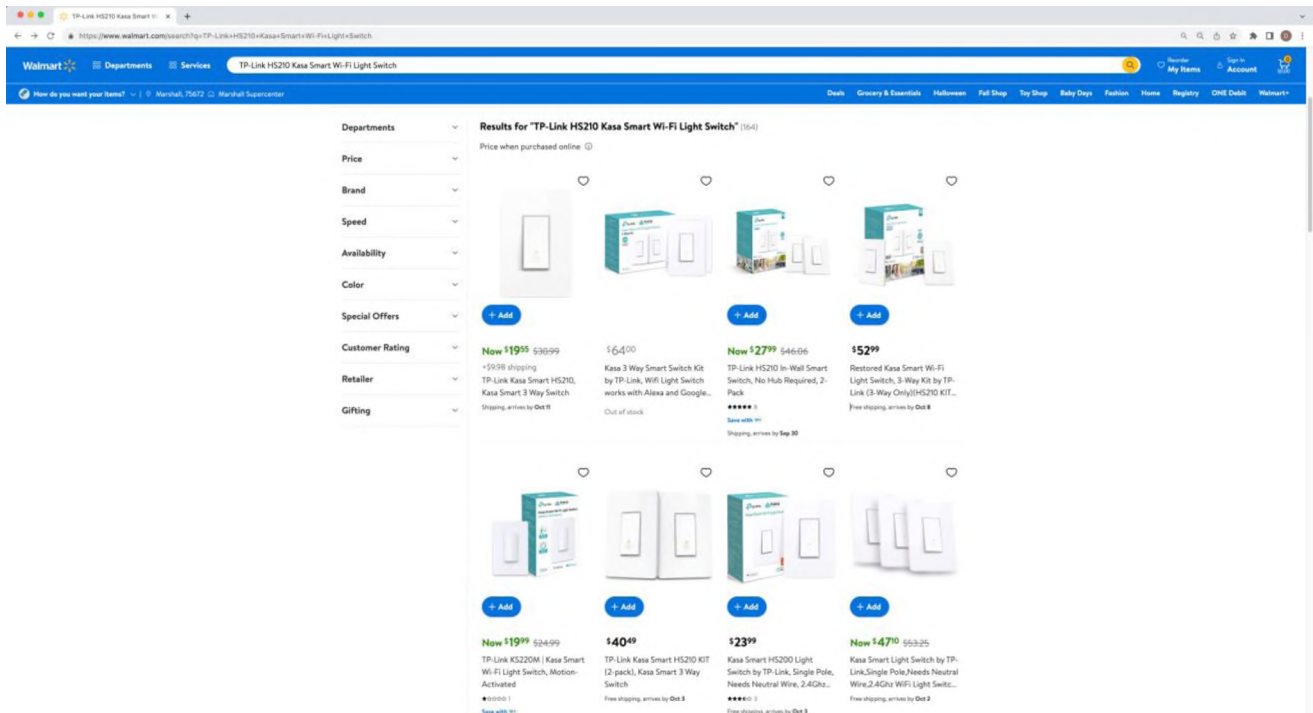 TP-Link HS210 Kasa Smart Wi
https://www.walmart.com/search?q=TP-Link+HS210+Kasa+Smart+Wi-Fi+Light+Switch
Walmart Departments Services TP-Link HS210 Kasa Smart Wi-Fi Light Switch Reorder My Items Sign In Account
How do you want your items? Marshall, 75672 Marshall Supercenter Deals Grocery & Essentials Halloween Fall Shop Toy Shop Baby Days Fashion Home Registry ONE Debit Walmart+
Departments
Price
Brand
Speed
Availability
Color
Special Offers
Customer Rating
Retailer
Gifting
Results for "TP-Link HS210 Kasa Smart Wi-Fi Light Switch" (164)
Price when purchased online
+ Add
Now $19.55 $30.99
+$9.98 shipping
TP-Link Kasa Smart HS210,
Kasa Smart 3 Way Switch
Shipping, arrives by Oct 11
$64.00
Kasa 3 Way Smart Switch Kit
by TP-Link, Wifi Light Switch
works with Alexa and Google...
Out of stock
+ Add
Now $27.99 $46.06
TP-Link HS210 In-Wall Smart
Switch, No Hub Required, 2-
Pack
6
Save with
Shipping, arrives by Sep 30
+ Add
$52.99
Restored Kasa Smart Wi-Fi
Light Switch, 3-Way Kit by TP-
Link (3-Way Only)(HS210 KIT...
Free shipping, arrives by Oct 8
+ Add
Now $19.99 $24.99
TP-Link KS220M | Kasa Smart
Wi-Fi Light Switch, Motion-
Activated
1
Save with
+ Add
$40.49
TP-Link Kasa Smart HS210 KIT
(2-pack), Kasa Smart 3 Way
Switch
Free shipping, arrives by Oct 3
+ Add
$23.99
Kasa Smart HS200 Light
Switch by TP-Link, Single Pole,
Needs Neutral Wire, 2.4Ghz...
3
Free shipping, arrives by Oct 3
+ Add
Now $47.10 $53.25
Kasa Smart Light Switch by TP-
Link,Single Pole,Needs Neutral
Wire,2.4Ghz WiFi Light Switc...
Free shipping, arrives by Oct 2